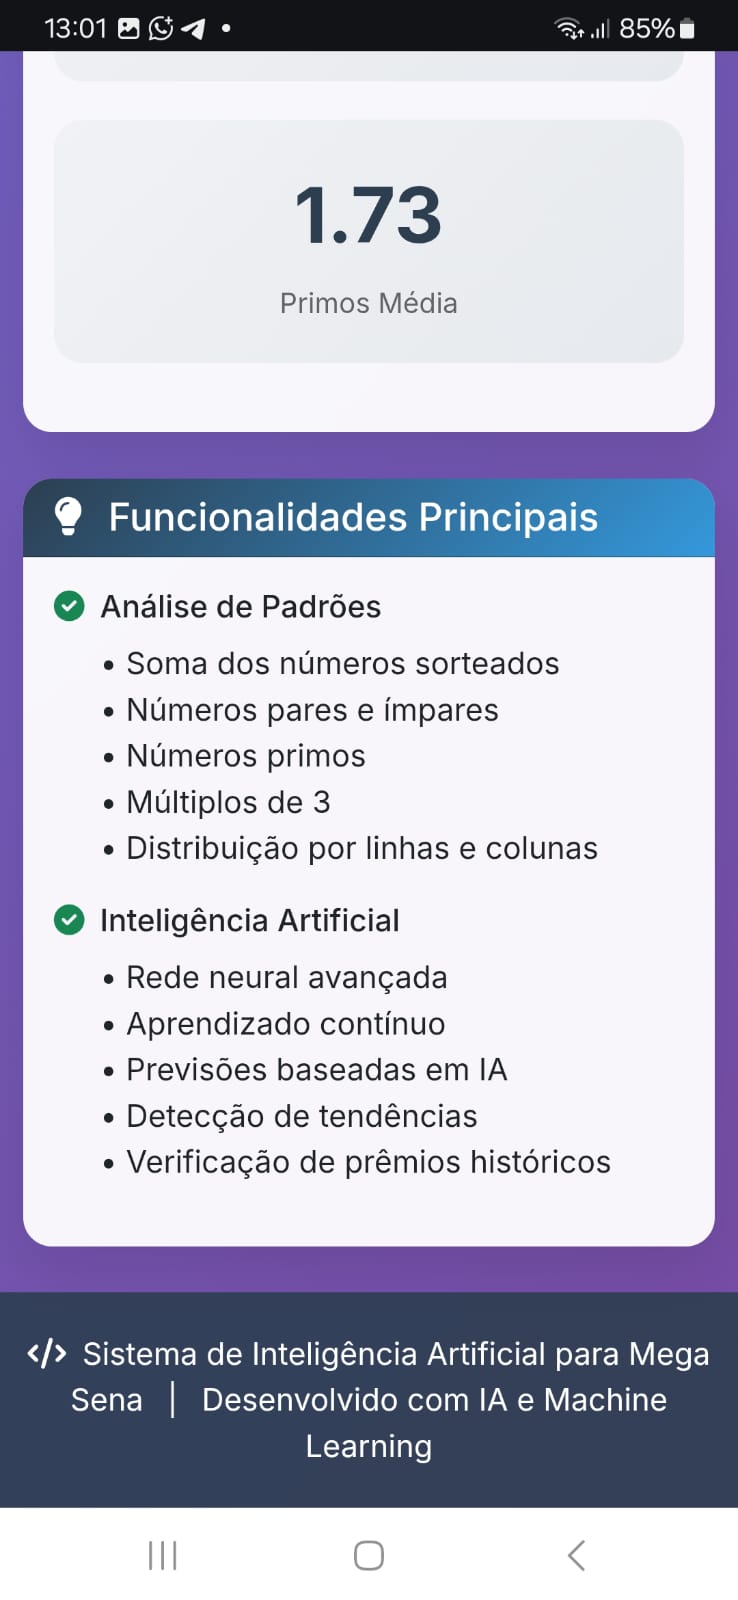 13:01
85%
1.73
Primos Média
Funcionalidades Principais
Análise de Padrões
• Soma dos números sorteados
• Números pares e ímpares
• Números primos
• Múltiplos de 3
• Distribuição por linhas e colunas
Inteligência Artificial
• Rede neural avançada
• Aprendizado contínuo
• Previsões baseadas em IA
• Detecção de tendências
• Verificação de prêmios históricos
</> Sistema de Inteligência Artificial para Mega
Sena | Desenvolvido com IA e Machine
Learning